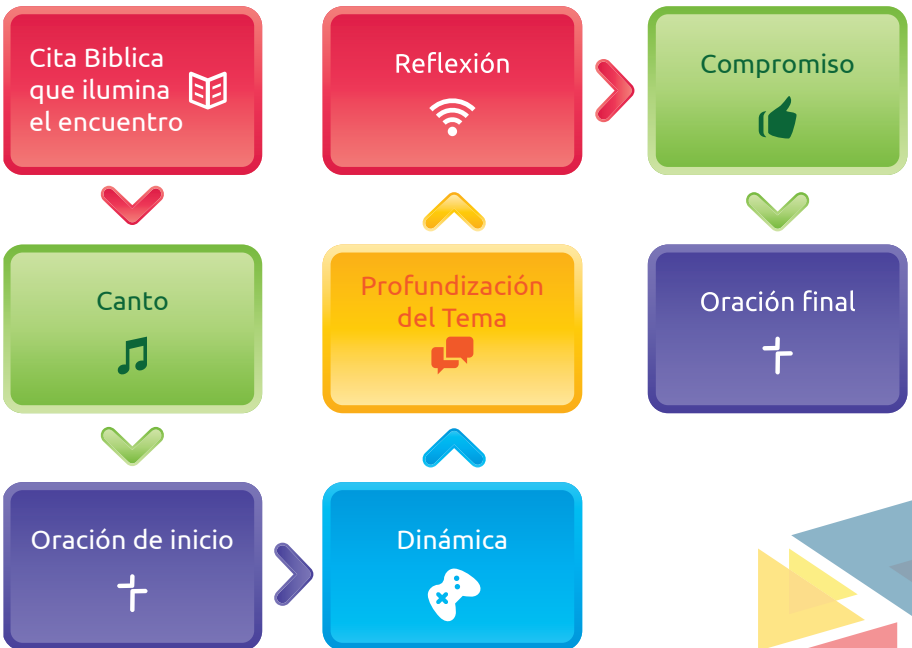 Cita Biblica
que ilumina
el encuentro
Canto
Oración de inicio
Dinámica
Profundización
del Tema
Reflexión
Compromiso
Oración final